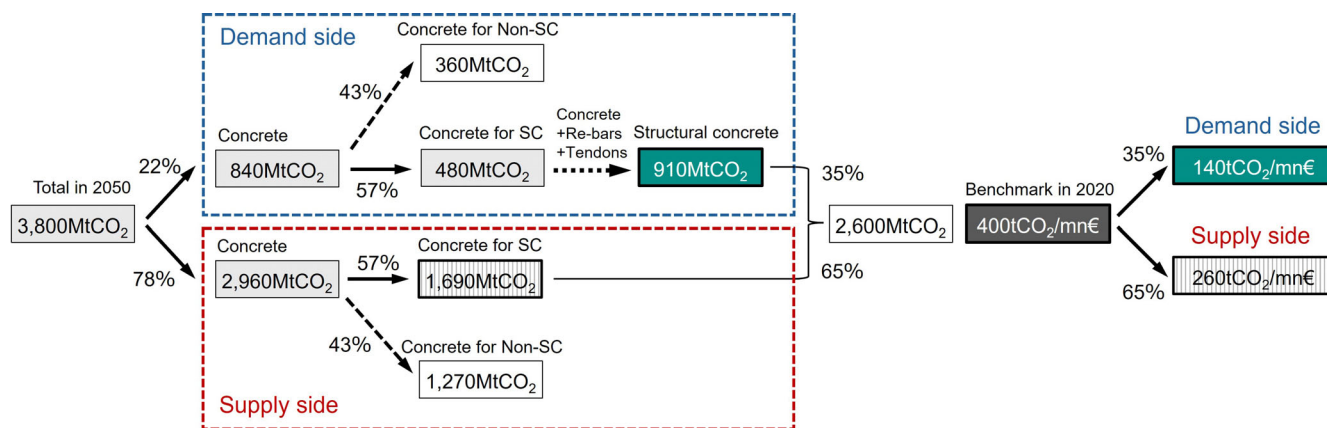 Total in 2050
3,800MtCO₂
22%
78%
Demand side
Concrete for Non-SC
360MtCO₂
43%
Concrete
840MtCO₂
57%
Concrete for SC
480MtCO₂
Concrete
+Re-bars
+Tendons
Structural concrete
910MtCO₂
Concrete
2,960MtCO₂
57%
Concrete for SC
1,690MtCO₂
43%
Concrete for Non-SC
1,270MtCO₂
Supply side
35%
65%
2,600MtCO₂
Benchmark in 2020
400tCO₂/mn€
35%
65%
Demand side
140tCO₂/mn€
Supply side
260tCO₂/mn€